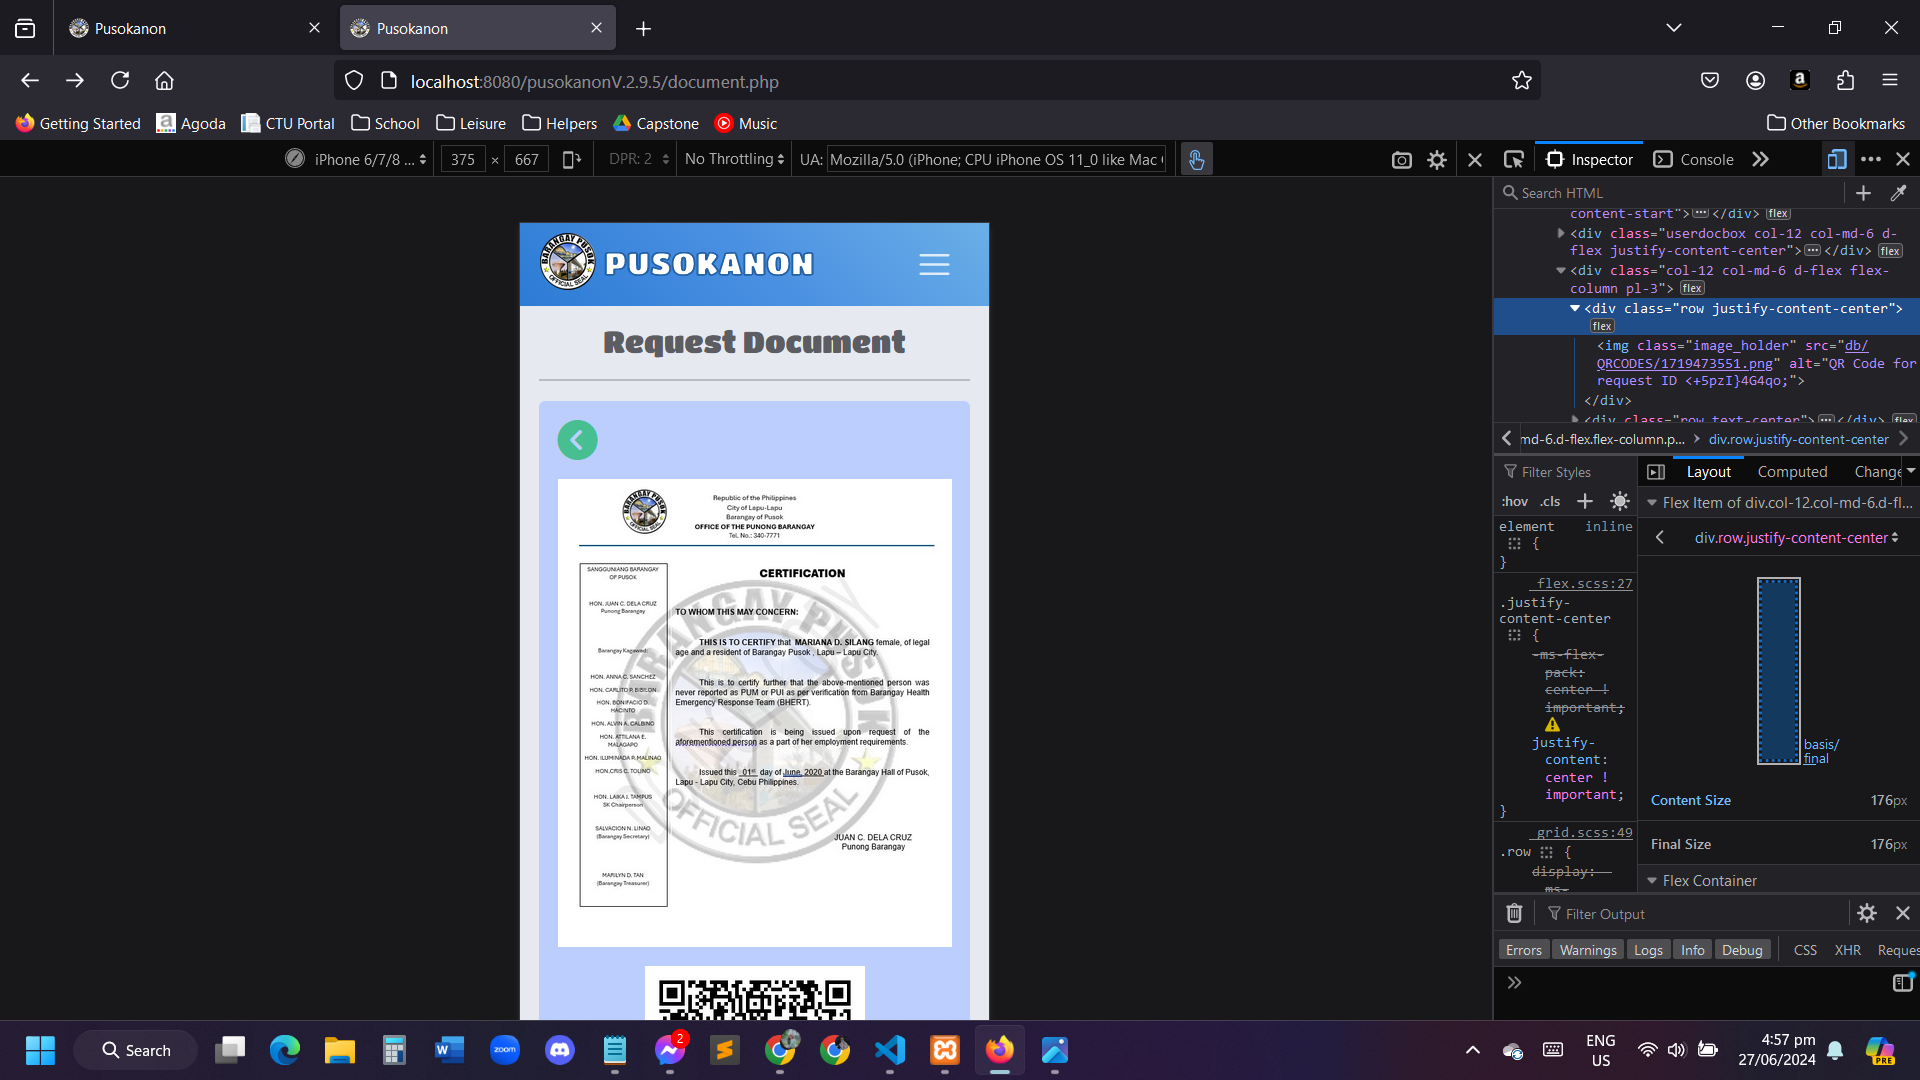 Pusokanon
Pusokanon
localhost:8080/pusokanonV.2.9.5/document.php
Getting Started
Agoda
CTU Portal
School
Leisure
Helpers
Capstone
Music
Other Bookmarks
iPhone 6/7/8 ...
375 × 667
DPR: 2
No Throttling
UA: Mozilla/5.0 (iPhone; CPU iPhone OS 11_0 like Mac
Inspector
Console
Search HTML
content-start"> </div> flex
<div class="userdocbox col-12 col-md-6 d-
flex justify-content-center"> </div> flex
<div class="col-12 col-md-6 d-flex flex-
column pl-3"> flex
<div class="row justify-content-center">
flex
<img class="image_holder" src="db/
QRCODES/1719473551.png" alt="QR Code for
request ID <+5pzI}4G4qo;">
</div>
<div class="row text-center"> </div> flex
md-6.d-flex.flex-column.p...
div.row.justify-content-center
Filter Styles
Layout
Computed
Change
:hov .cls
Flex Item of div.col-12.col-md-6.d-fl...
element inline
{
}
div.row.justify-content-center
_flex.scss:27
.justify-
content-center
{
-ms-flex-
pack:
center !
important;
justify-
content:
center !
important;
}
basis/
final
Content Size 176px
_grid.scss:49
Final Size 176px
.row {
display: -
ms-
Flex Container
Filter Output
Errors
Warnings
Logs
Info
Debug
CSS
XHR
Reques
PUSOKANON
BARANGAY PUSOK
OFFICIAL SEAL
Request Document
BARANGAY PUSOK
OFFICIAL SEAL
Republic of the Philippines
City of Lapu-Lapu
Barangay of Pusok
OFFICE OF THE PUNONG BARANGAY
Tel. No.: 340-7771
SANGGUNIANG BARANGAY
OF PUSOK
HON. JUAN C. DELA CRUZ
Punong Barangay
Barangay Kagawad:
HON. ANNA C. SANCHEZ
HON. CARLITO P. BIBILON
HON. BONIFACIO D.
HACINTO
HON. ALVIN A. CALBINO
HON. ATTILANA E.
MALAGAPO
HON. ILUMINADA P. MALINAO
HON.CRIS C. TOLINO
HON. LAIKA J. TAMPUS
SK Chairperson
SALVACION N. LINAO
(Barangay Secretary)
MARILYN D. TAN
(Barangay Treasurer)
CERTIFICATION
TO WHOM THIS MAY CONCERN:
THIS IS TO CERTIFY that MARIANA D. SILANG female, of legal
age and a resident of Barangay Pusok , Lapu – Lapu City.
This is to certify further that the above-mentioned person was
never reported as PUM or PUI as per verification from Barangay Health
Emergency Response Team (BHERT).
This certification is being issued upon request of the
aforementioned person as a part of her employment requirements.
Issued this 01st day of June, 2020 at the Barangay Hall of Pusok,
Lapu - Lapu City, Cebu Philippines.
JUAN C. DELA CRUZ
Punong Barangay
BARANGAY PUSOK
OFFICIAL SEAL
Search
zoom
2
ENG
US
4:57 pm
27/06/2024
PRE